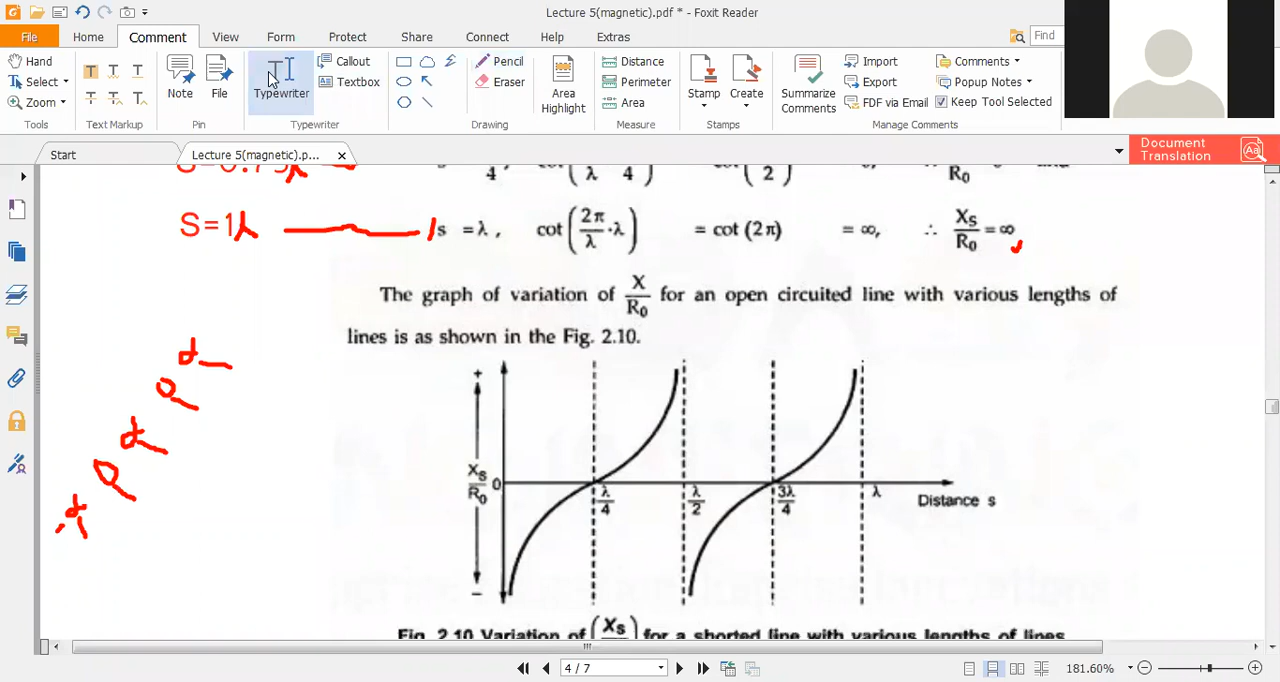 Lecture 5(magnetic).pdf * - Foxit Reader
File Home Comment View Form Protect Share Connect Help Extras Find
Hand Select Zoom
Tools
Text Markup
Note File
Pin
Typewriter Callout Textbox
Typewriter
Pencil Eraser
Drawing
Area Highlight
Distance Perimeter Area
Measure
Stamp Create
Stamps
Summarize Comments
Import Export FDF via Email
Comments Popup Notes Keep Tool Selected
Manage Comments
Start Lecture 5(magnetic).p...
Document Translation
S=0.75λ
S=1λ s = λ, cot(2π/λ · λ) = cot (2π) = ∞, ∴ Xs/R0 = ∞
The graph of variation of X/R0 for an open circuited line with various lengths of
lines is as shown in the Fig. 2.10.
+
Xs/R0 0
λ/4 λ/2 3λ/4 λ Distance s
−
Fig. 2.10 Variation of (Xs for a shorted line with various lengths of lines
4 / 7 181.60%